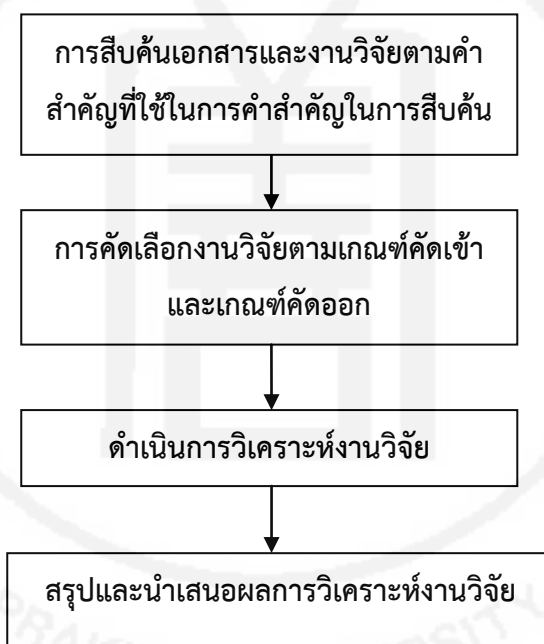 การสืบค้นเอกสารและงานวิจัยตามคำ
สำคัญที่ใช้ในการคำสำคัญในการสืบค้น
การคัดเลือกงานวิจัยตามเกณฑ์คัดเข้า
และเกณฑ์คัดออก
ดำเนินการวิเคราะห์งานวิจัย
สรุปและนำเสนอผลการวิเคราะห์งานวิจัย